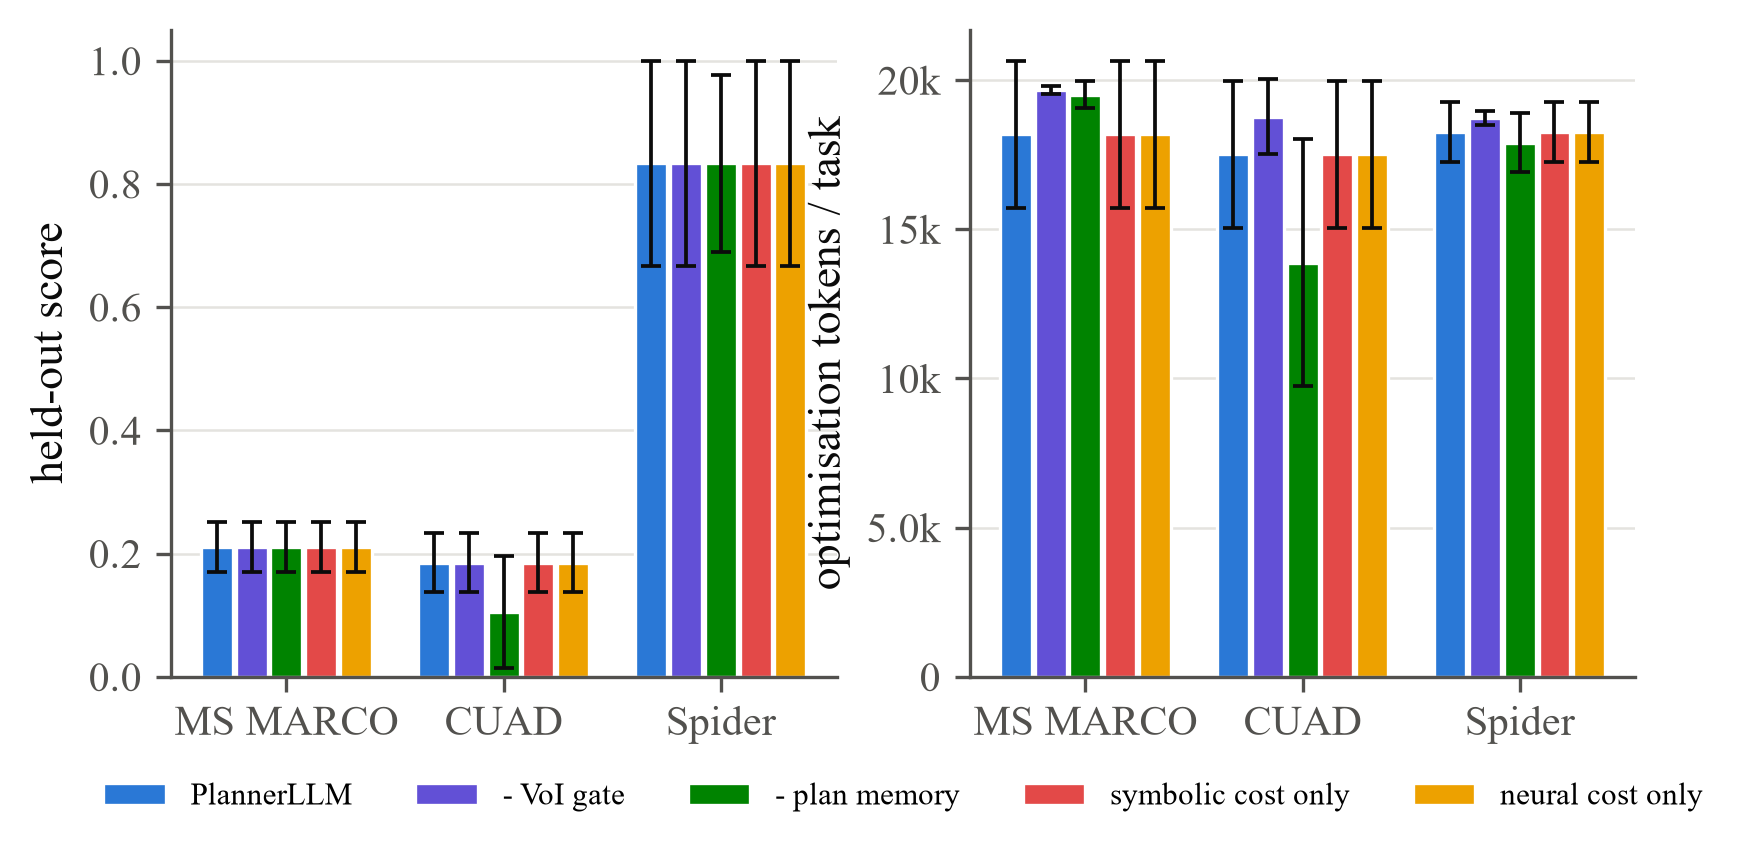 held-out score
1.0
0.8
0.6
0.4
0.2
0.0
MS MARCO
CUAD
Spider
optimisation tokens / task
20k
15k
10k
5.0k
0
MS MARCO
CUAD
Spider
PlannerLLM
- VoI gate
- plan memory
symbolic cost only
neural cost only